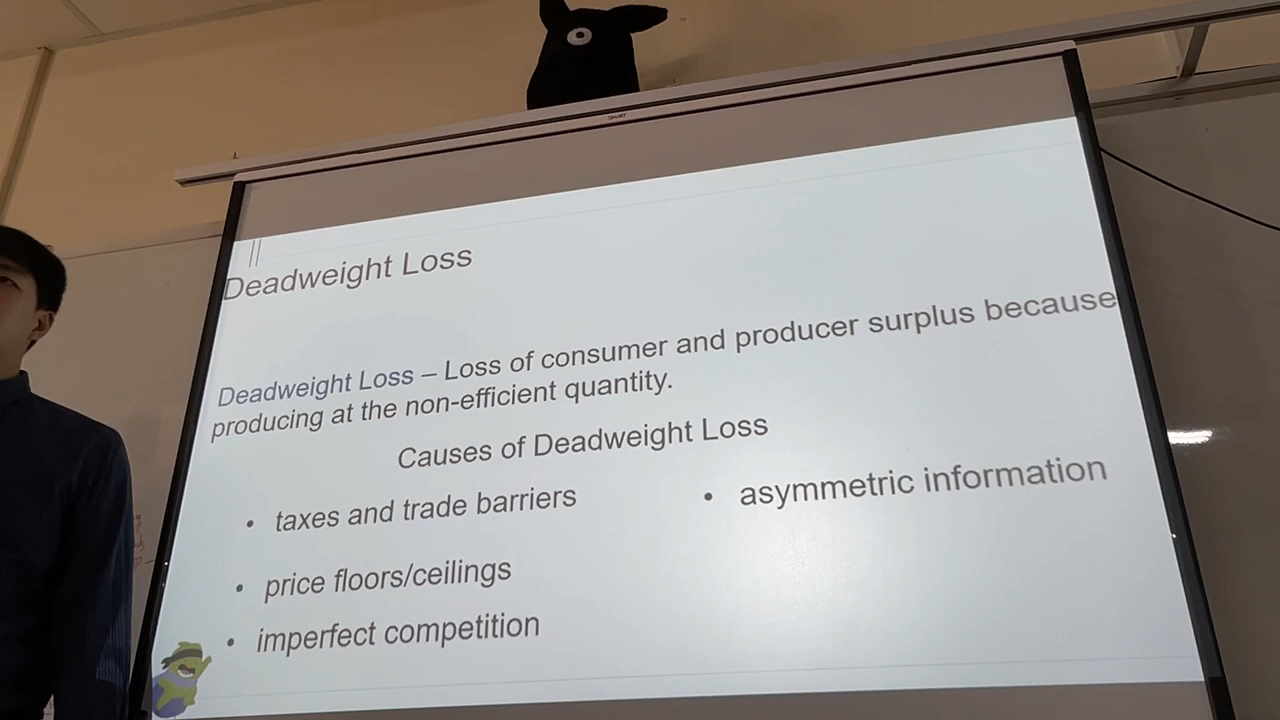 SMART
Deadweight Loss
Deadweight Loss – Loss of consumer and producer surplus because
producing at the non-efficient quantity.
Causes of Deadweight Loss
• taxes and trade barriers
• price floors/ceilings
• imperfect competition
• asymmetric information